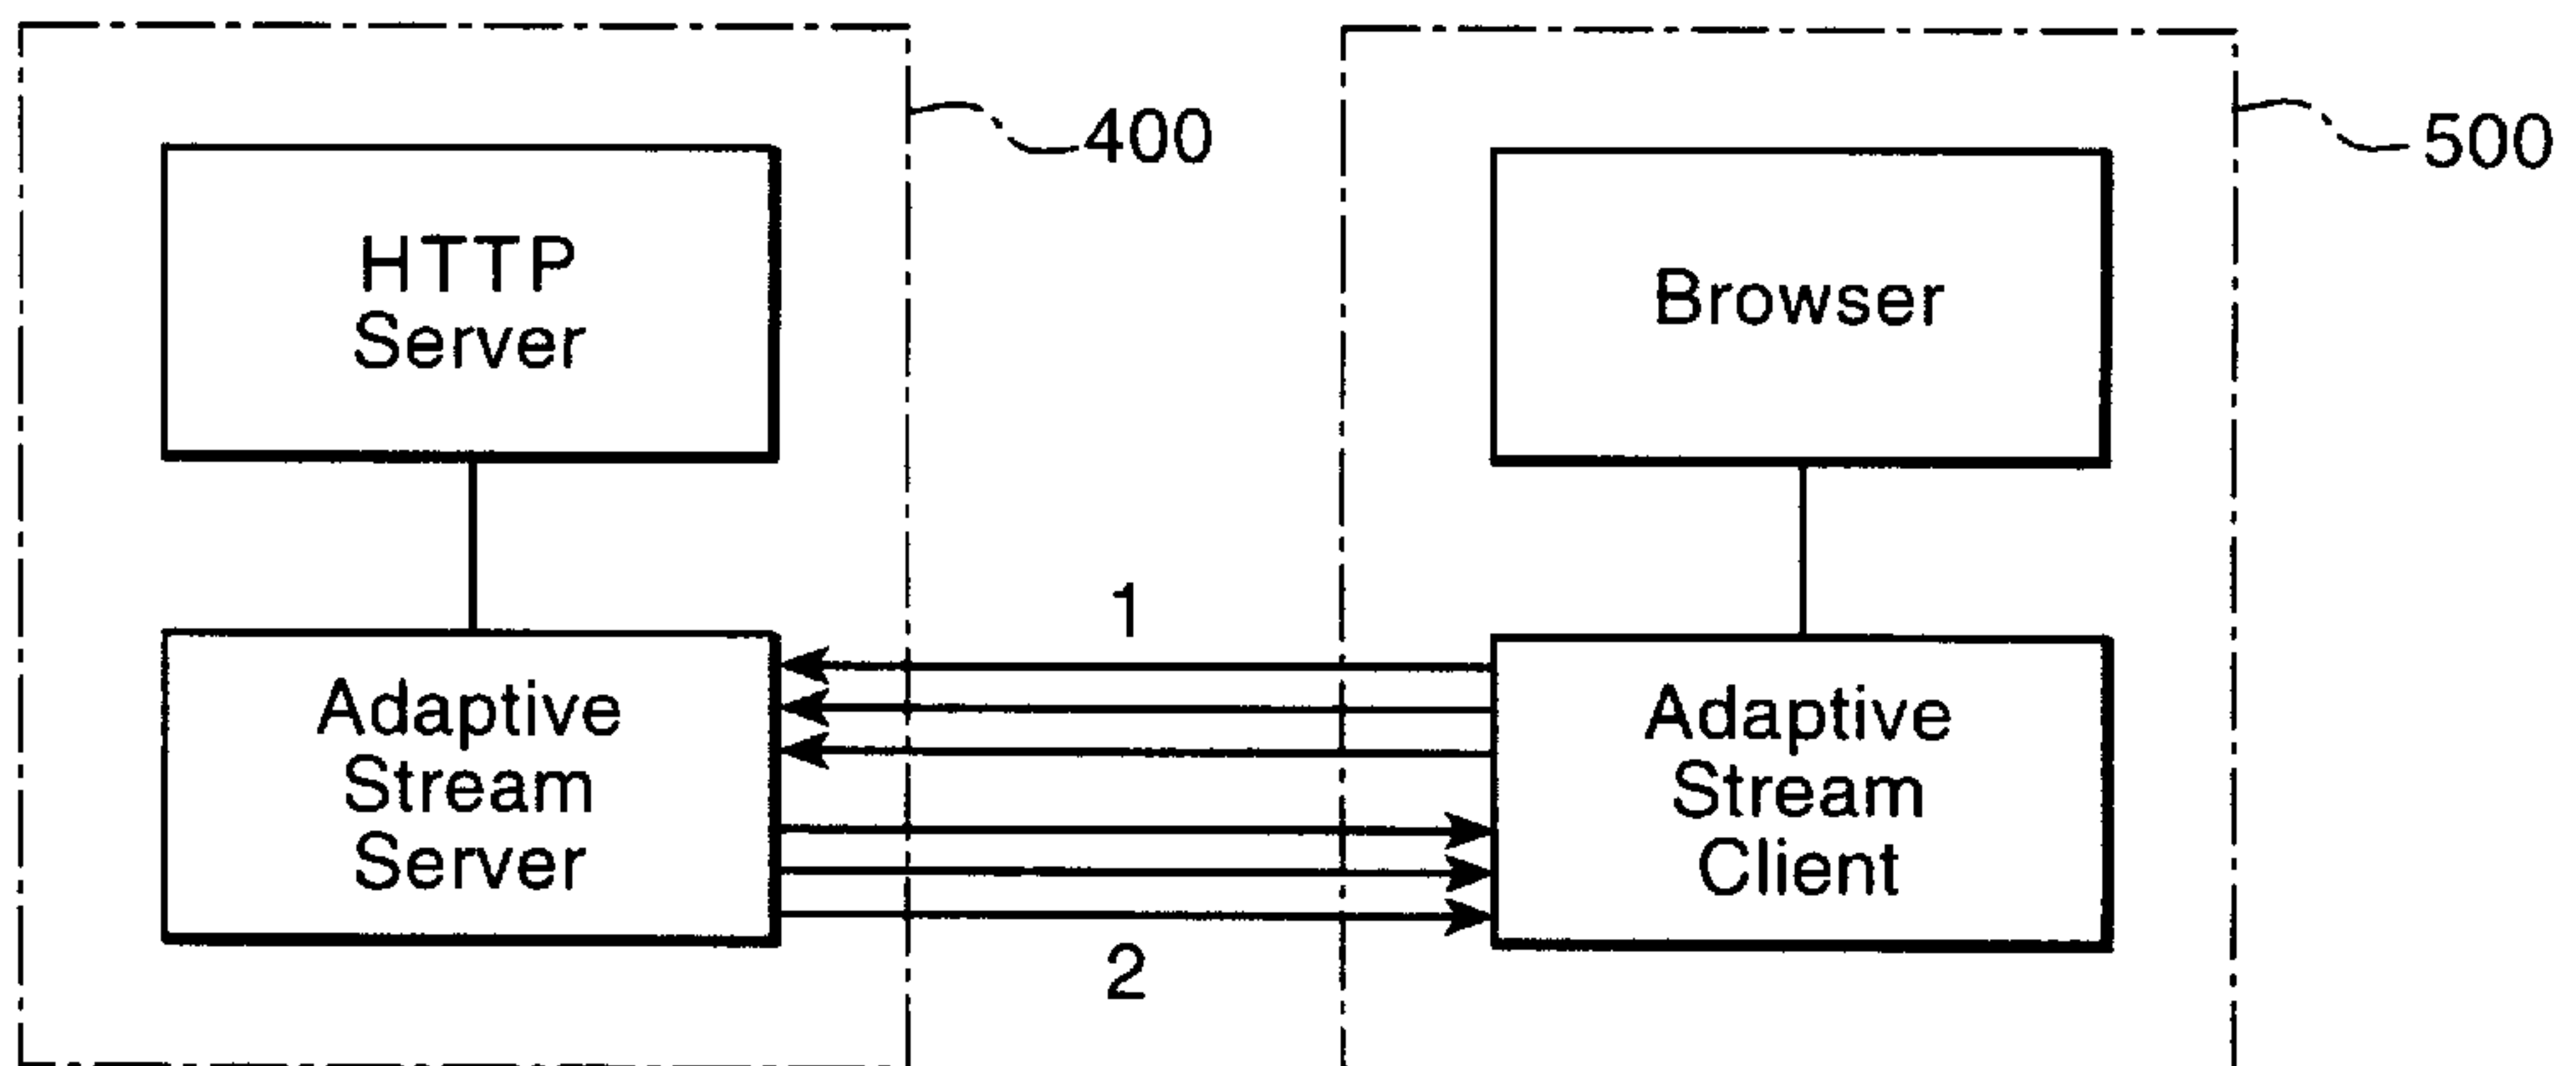 400
500
HTTP
Server
Browser
1
Adaptive
Stream
Server
Adaptive
Stream
Client
2